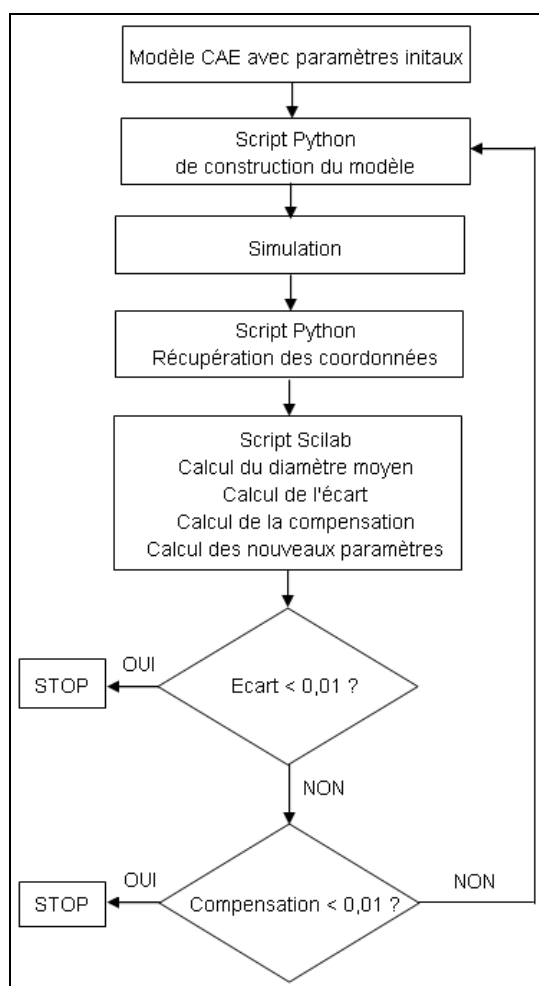 Modèle CAE avec paramètres initaux
Script Python
de construction du modèle
Simulation
Script Python
Récupération des coordonnées
Script Scilab
Calcul du diamètre moyen
Calcul de l'écart
Calcul de la compensation
Calcul des nouveaux paramètres
OUI
STOP
Ecart < 0,01 ?
NON
OUI
NON
STOP
Compensation < 0,01 ?